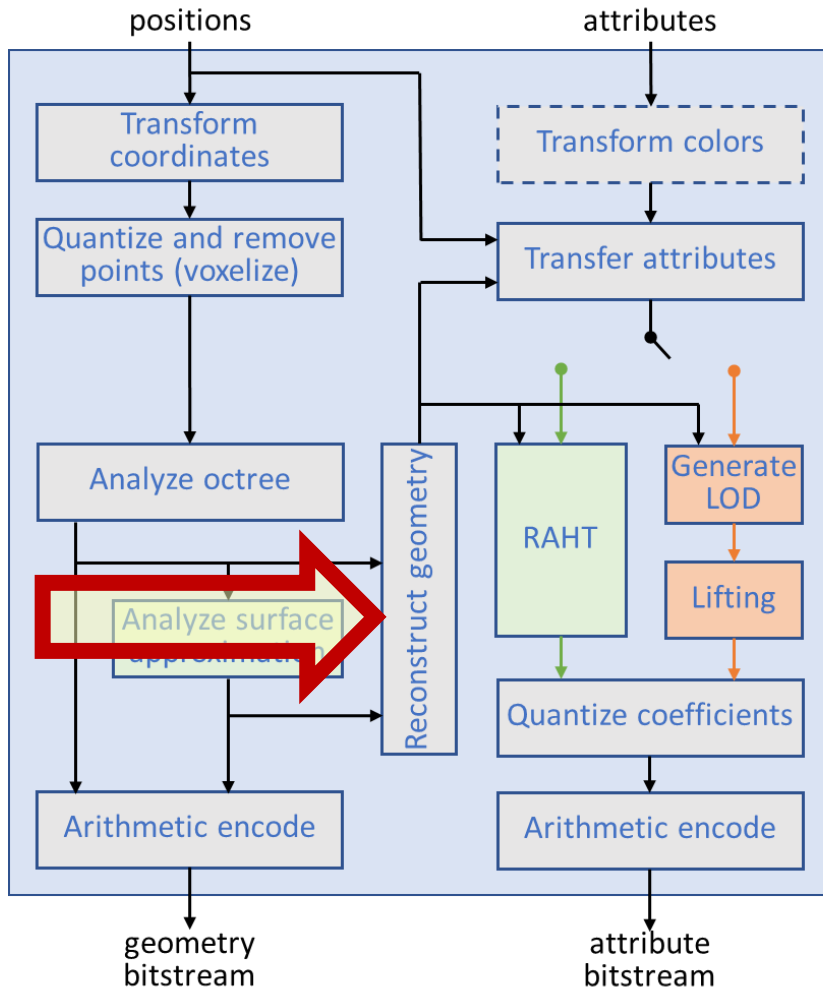 positions
attributes
Transform
coordinates
Transform colors
Quantize and remove
points (voxelize)
Transfer attributes
Analyze octree
Reconstruct geometry
RAHT
Generate
LOD
Analyze surface
approximation
Lifting
Quantize coefficients
Arithmetic encode
Arithmetic encode
geometry
bitstream
attribute
bitstream